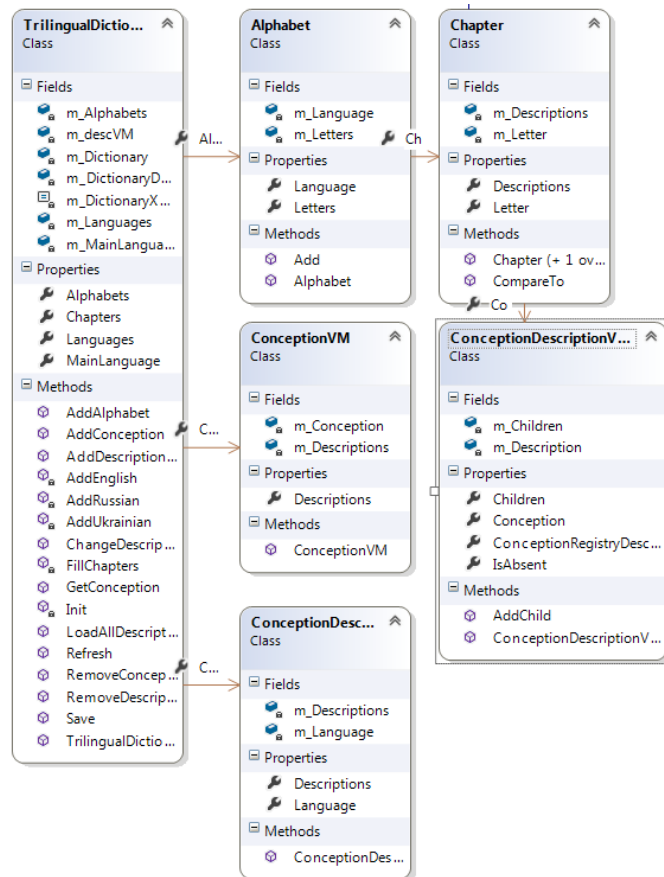 TrilingualDictio...
Class
Fields
m_Alphabets
m_descVM
m_Dictionary
m_DictionaryD...
m_DictionaryX...
m_Languages
m_MainLangua...
Properties
Alphabets
Chapters
Languages
MainLanguage
Methods
AddAlphabet
AddConception
AddDescription...
AddEnglish
AddRussian
AddUkrainian
ChangeDescrip...
FillChapters
GetConception
Init
LoadAllDescript...
Refresh
RemoveConcep...
RemoveDescrip...
Save
TrilingualDictio...
Al...
C...
C...
Alphabet
Class
Fields
m_Language
m_Letters
Properties
Language
Letters
Methods
Add
Alphabet
Ch
Chapter
Class
Fields
m_Descriptions
m_Letter
Properties
Descriptions
Letter
Methods
Chapter (+ 1 ov...
CompareTo
Co
ConceptionVM
Class
Fields
m_Conception
m_Descriptions
Properties
Descriptions
Methods
ConceptionVM
ConceptionDescriptionV...
Class
Fields
m_Children
m_Description
Properties
Children
Conception
ConceptionRegistryDesc...
IsAbsent
Methods
AddChild
ConceptionDescriptionV...
ConceptionDesc...
Class
Fields
m_Descriptions
m_Language
Properties
Descriptions
Language
Methods
ConceptionDes...